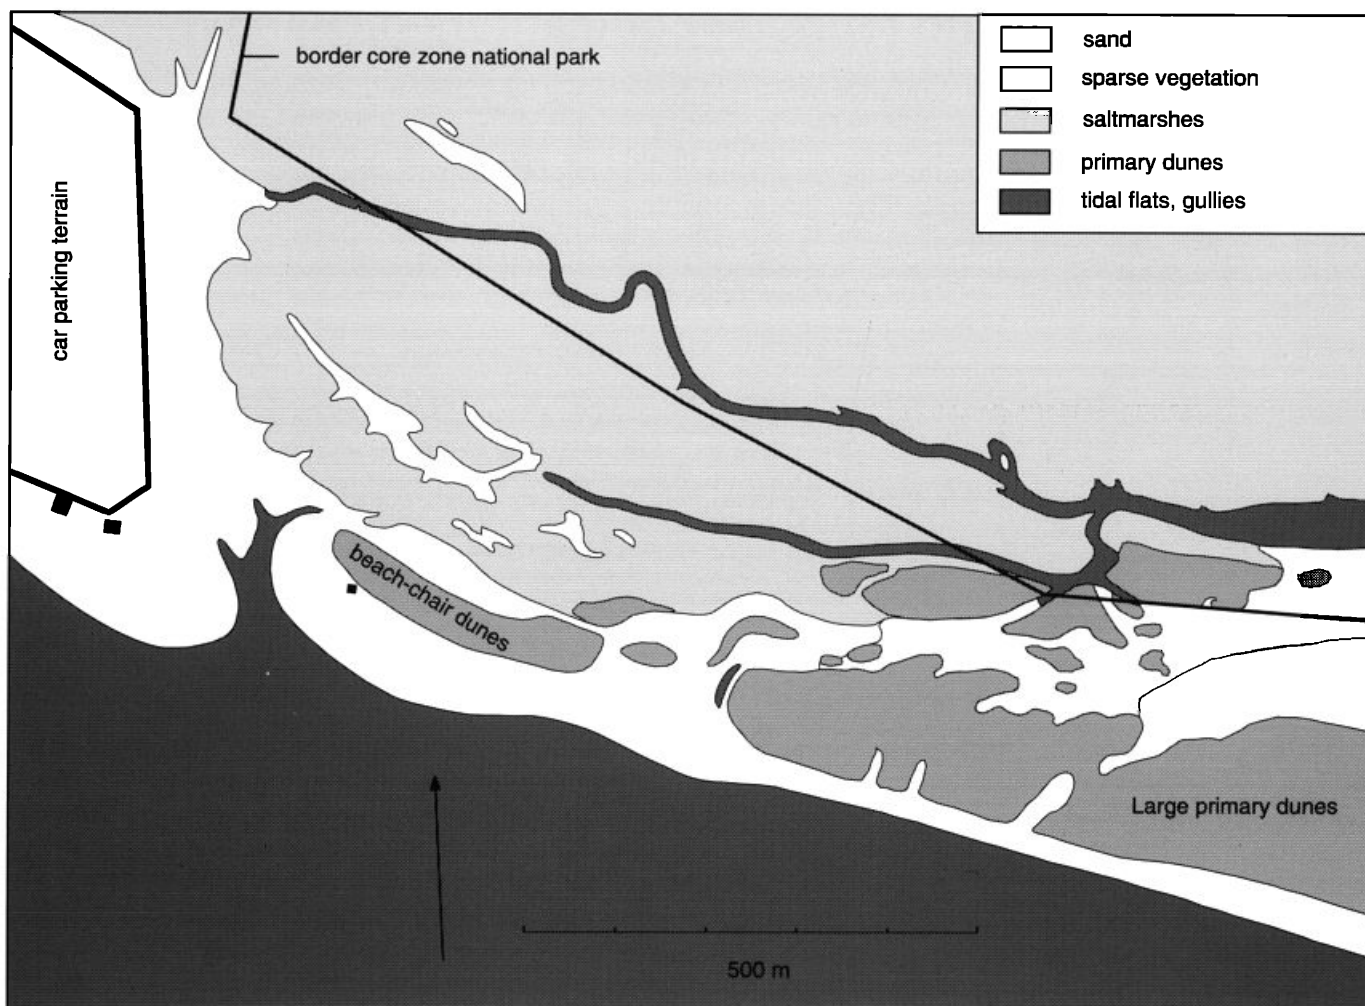 border core zone national park
sand
sparse vegetation
saltmarshes
primary dunes
tidal flats, gullies
car parking terrain
beach-chair dunes
Large primary dunes
500 m